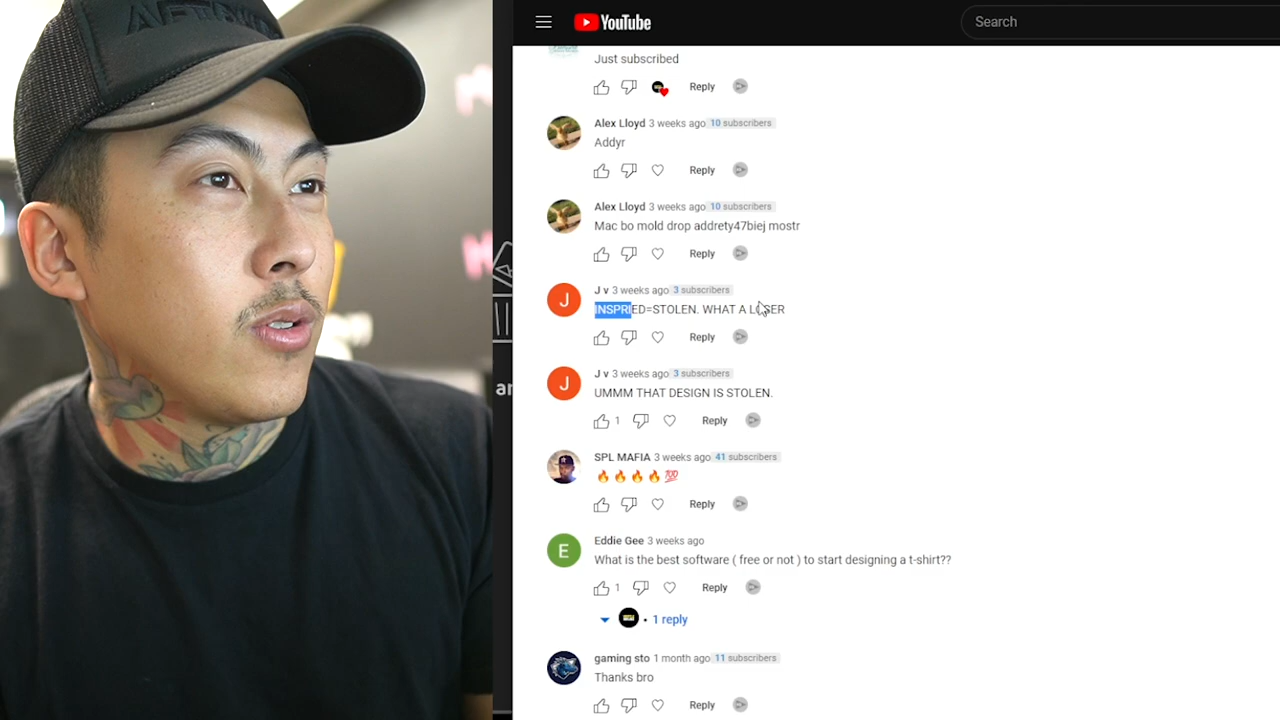 YouTube
Search
Just subscribed
Reply
Alex Lloyd 3 weeks ago 10 subscribers
Addyr
Reply
Alex Lloyd 3 weeks ago 10 subscribers
Mac bo mold drop addrety47biej mostr
Reply
J v 3 weeks ago 3 subscribers
INSPRIED=STOLEN. WHAT A LOSER
Reply
J v 3 weeks ago 3 subscribers
UMMM THAT DESIGN IS STOLEN.
1 Reply
SPL MAFIA 3 weeks ago 41 subscribers
🔥 🔥 🔥 🔥 💯
Reply
Eddie Gee 3 weeks ago
What is the best software ( free or not ) to start designing a t-shirt??
1 Reply
1 reply
gaming sto 1 month ago 11 subscribers
Thanks bro
Reply